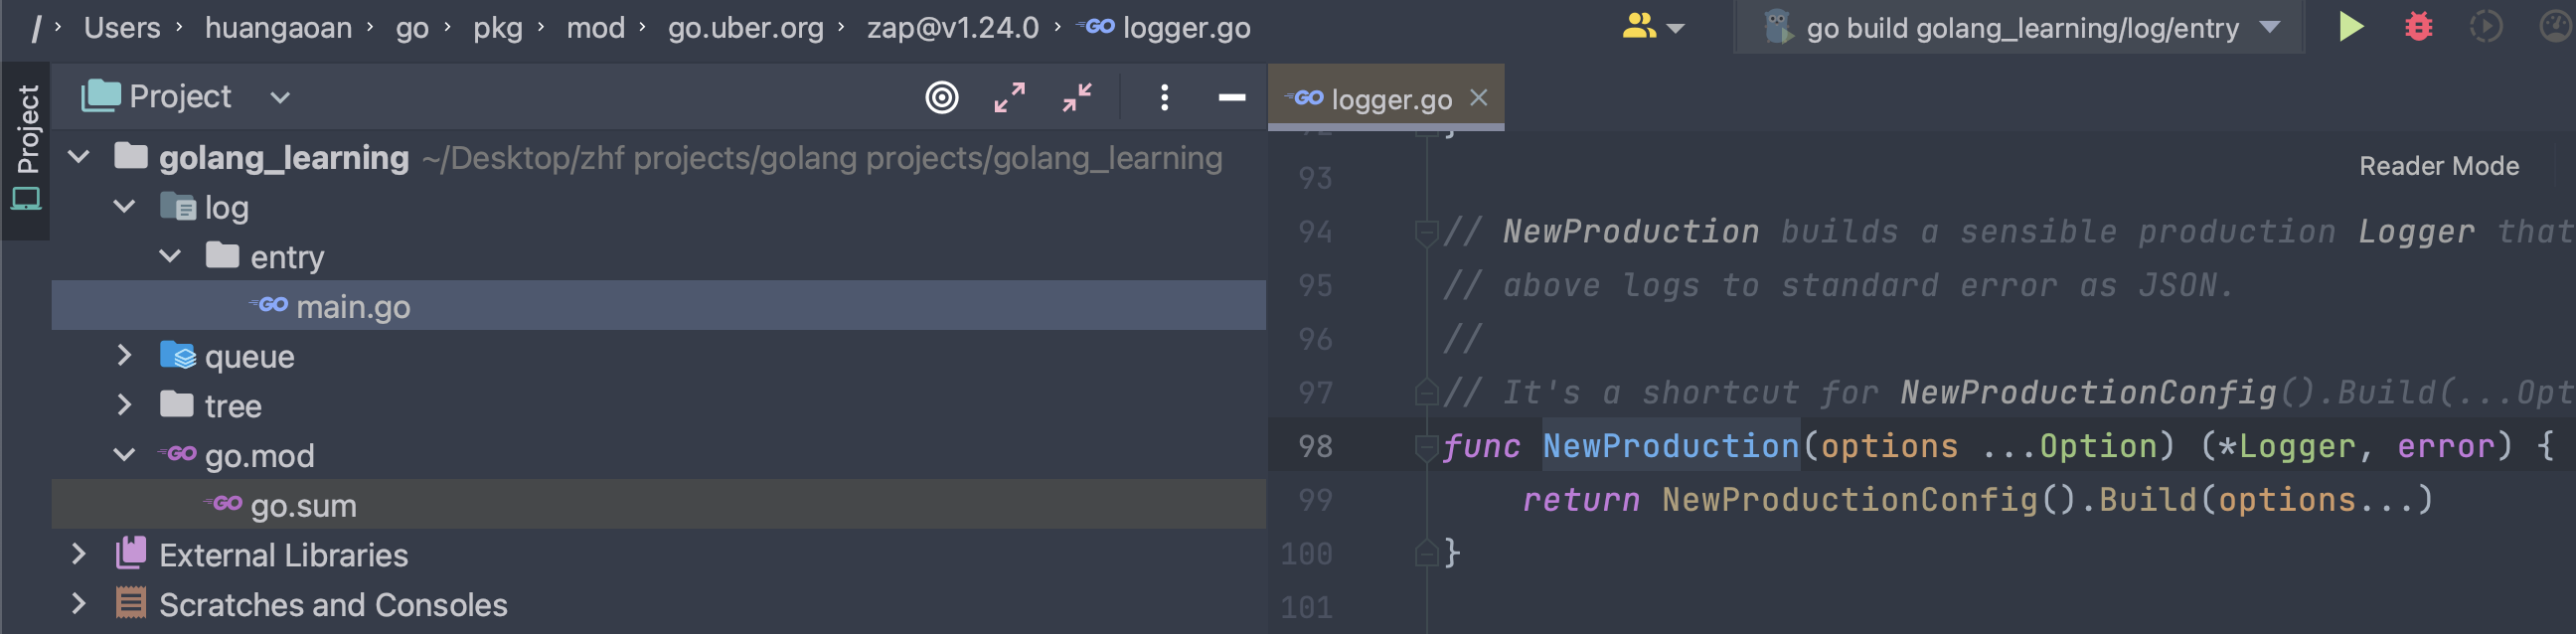 / › Users › huangaoan › go › pkg › mod › go.uber.org › zap@v1.24.0 › GO logger.go
go build golang_learning/log/entry
Project
Project
golang_learning ~/Desktop/zhf projects/golang projects/golang_learning
log
entry
GO main.go
queue
tree
GO go.mod
GO go.sum
External Libraries
Scratches and Consoles
GO logger.go ×
92 }
93
Reader Mode
94 // NewProduction builds a sensible production Logger that
95 // above logs to standard error as JSON.
96 //
97 // It's a shortcut for NewProductionConfig().Build(...Opt
98 func NewProduction(options ...Option) (*Logger, error) {
99 return NewProductionConfig().Build(options...)
100 }
101